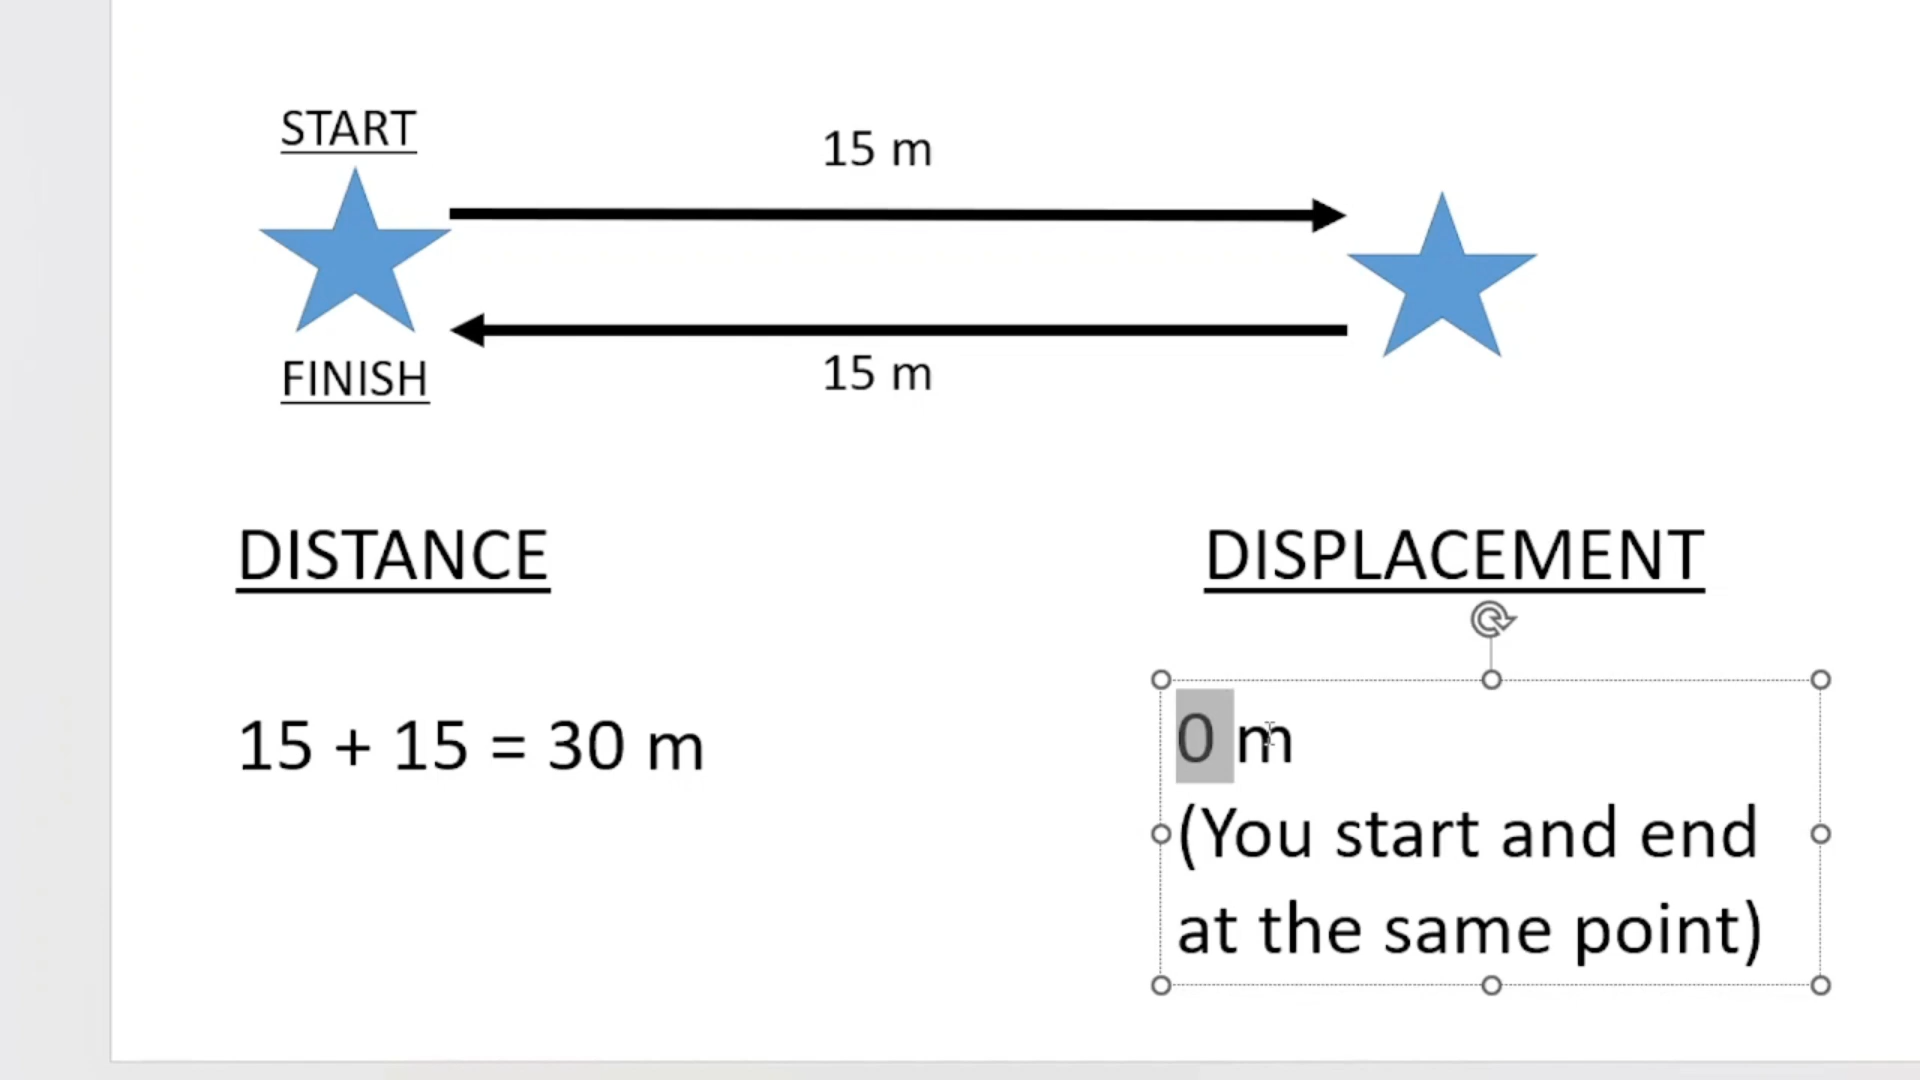 START
15 m
15 m
FINISH
DISTANCE
15 + 15 = 30 m
DISPLACEMENT
0 m
(You start and end
at the same point)